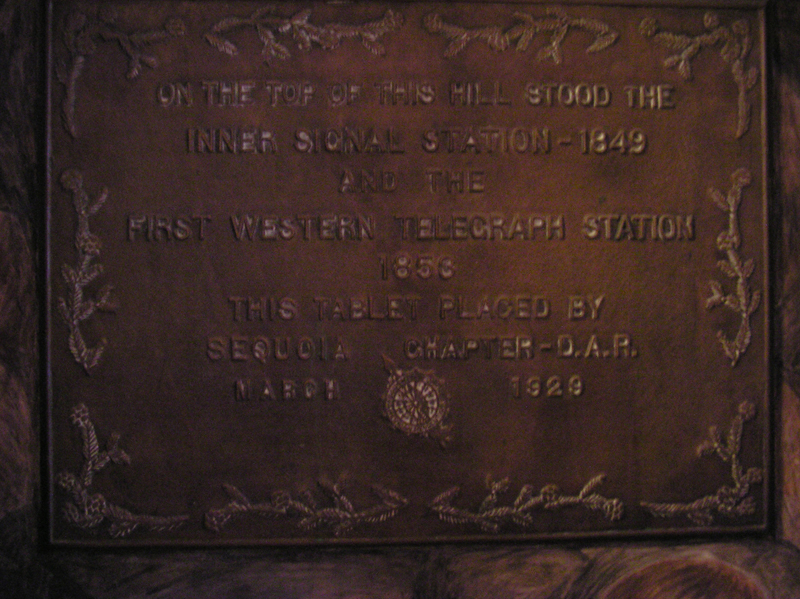 ON THE TOP OF THIS HILL STOOD THE
INNER SIGNAL STATION - 1849
AND THE
FIRST WESTERN TELEGRAPH STATION
1853
THIS TABLET PLACED BY
SEQUOIA CHAPTER - D.A.R.
MARCH 1929